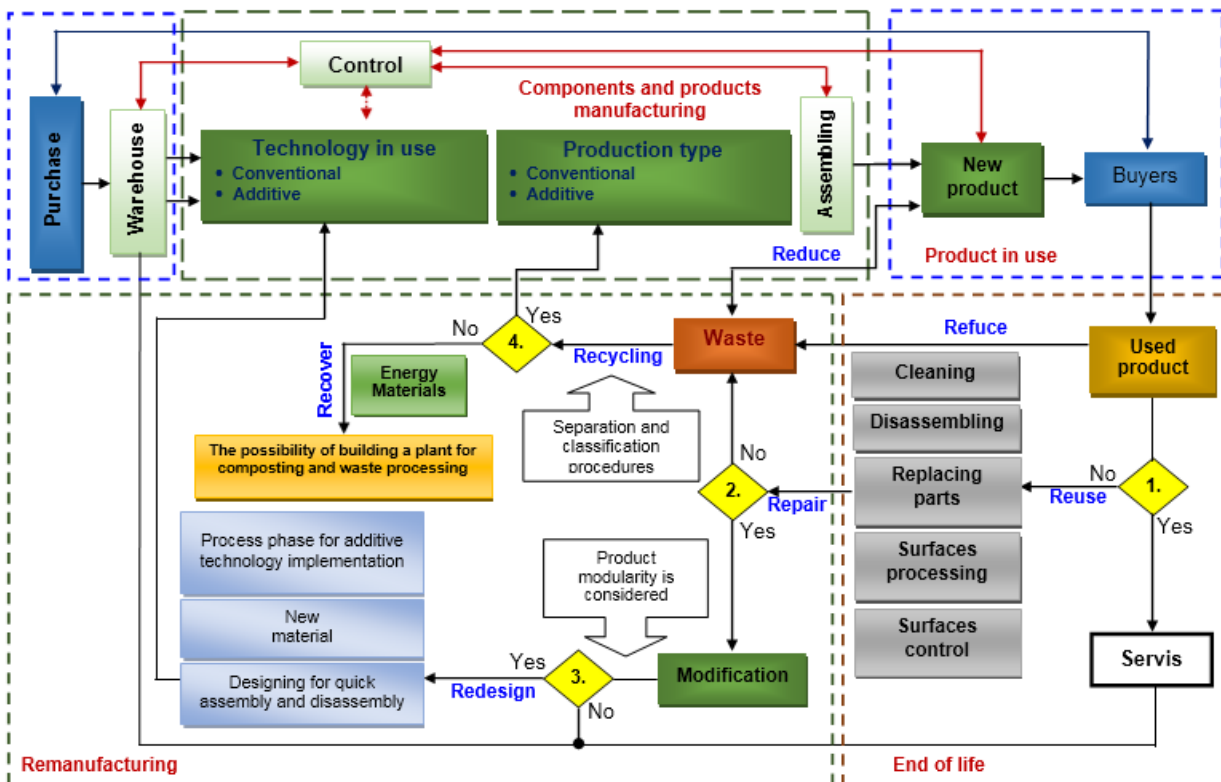 Control
Components and products
manufacturing
Purchase
Warehouse
Technology in use
• Conventional
• Additive
Production type
• Conventional
• Additive
Assembling
New
product
Buyers
Reduce
Product in use
No
4.
Yes
Recycling
Waste
Refuce
Used
product
Recover
Energy
Materials
The possibility of building a plant for
composting and waste processing
Separation and
classification
procedures
Cleaning
Disassembling
Replacing
parts
Surfaces
processing
Surfaces
control
No
2.
Yes
Repair
Reuse
No
1.
Yes
Process phase for additive
technology implementation
New
material
Designing for quick
assembly and disassembly
Product
modularity is
considered
Yes
Redesign
3.
No
Modification
Servis
Remanufacturing
End of life